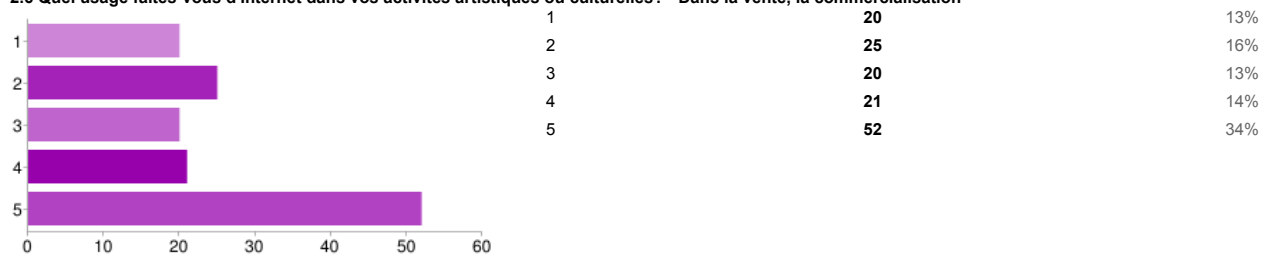 Quel usage faites-vous d'Internet dans vos activités artistiques ou culturelles? - Dans la vente, la commercialisation
1 20 13%
2 25 16%
3 20 13%
4 21 14%
5 52 34%
1
2
3
4
5
0 10 20 30 40 50 60